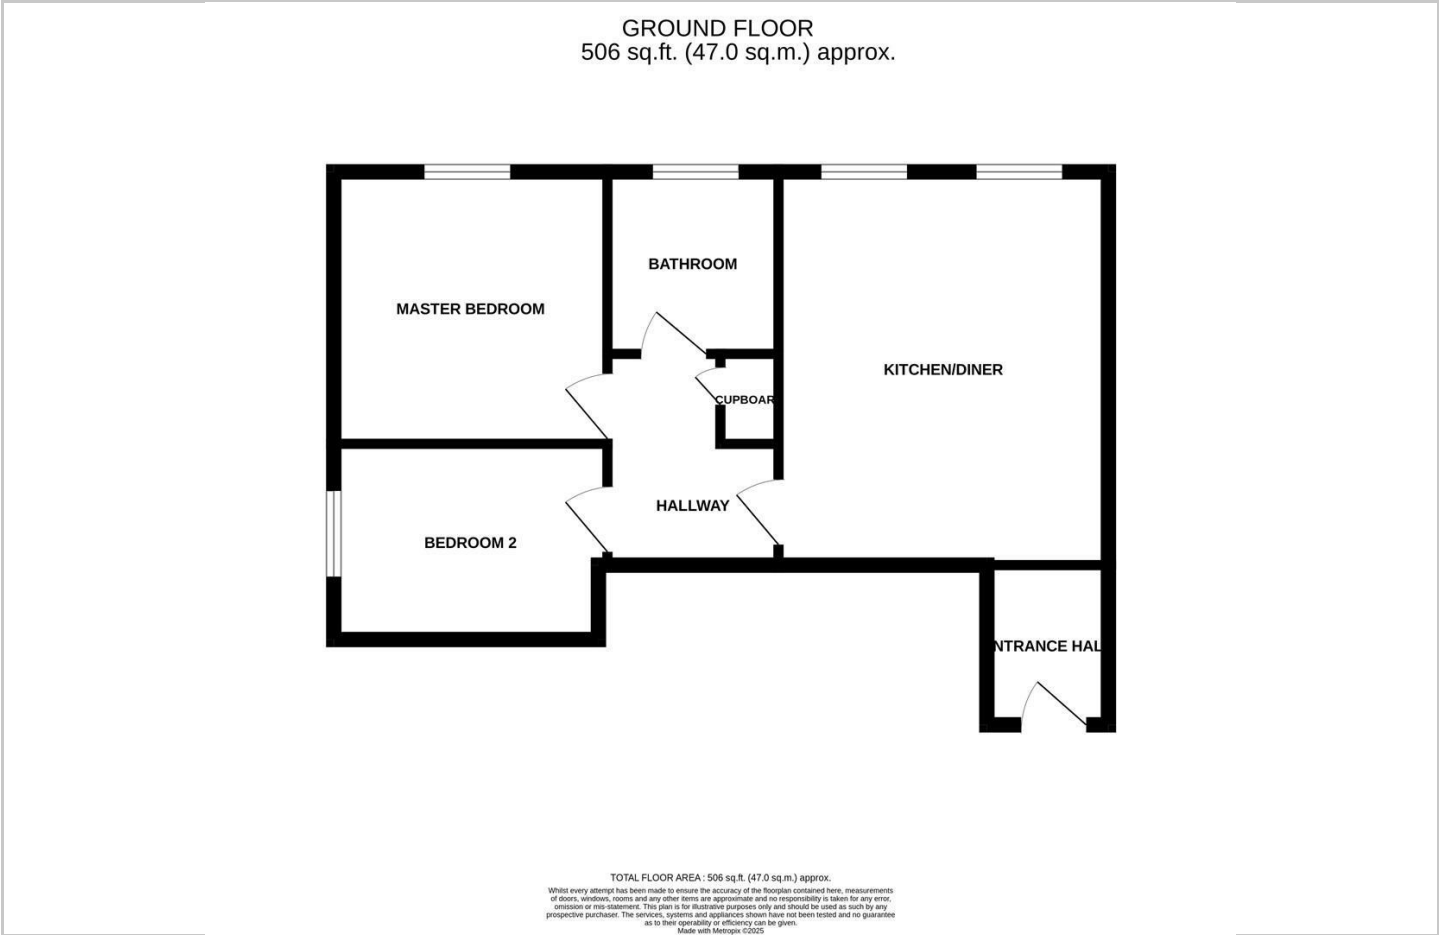 GROUND FLOOR
506 sq.ft. (47.0 sq.m.) approx.
BATHROOM
MASTER BEDROOM
KITCHEN/DINER
CUPBOAR
HALLWAY
BEDROOM 2
NTRANCE HAL
TOTAL FLOOR AREA : 506 sq.ft. (47.0 sq.m.) approx.
Whilst every attempt has been made to ensure the accuracy of the floorplan contained here, measurements
of doors, windows, rooms and any other items are approximate and no responsibility is taken for any error,
omission or mis-statement. This plan is for illustrative purposes only and should be used as such by any
prospective purchaser. The services, systems and appliances shown have not been tested and no guarantee
as to their operability or efficiency can be given.
Made with Metropix ©2025